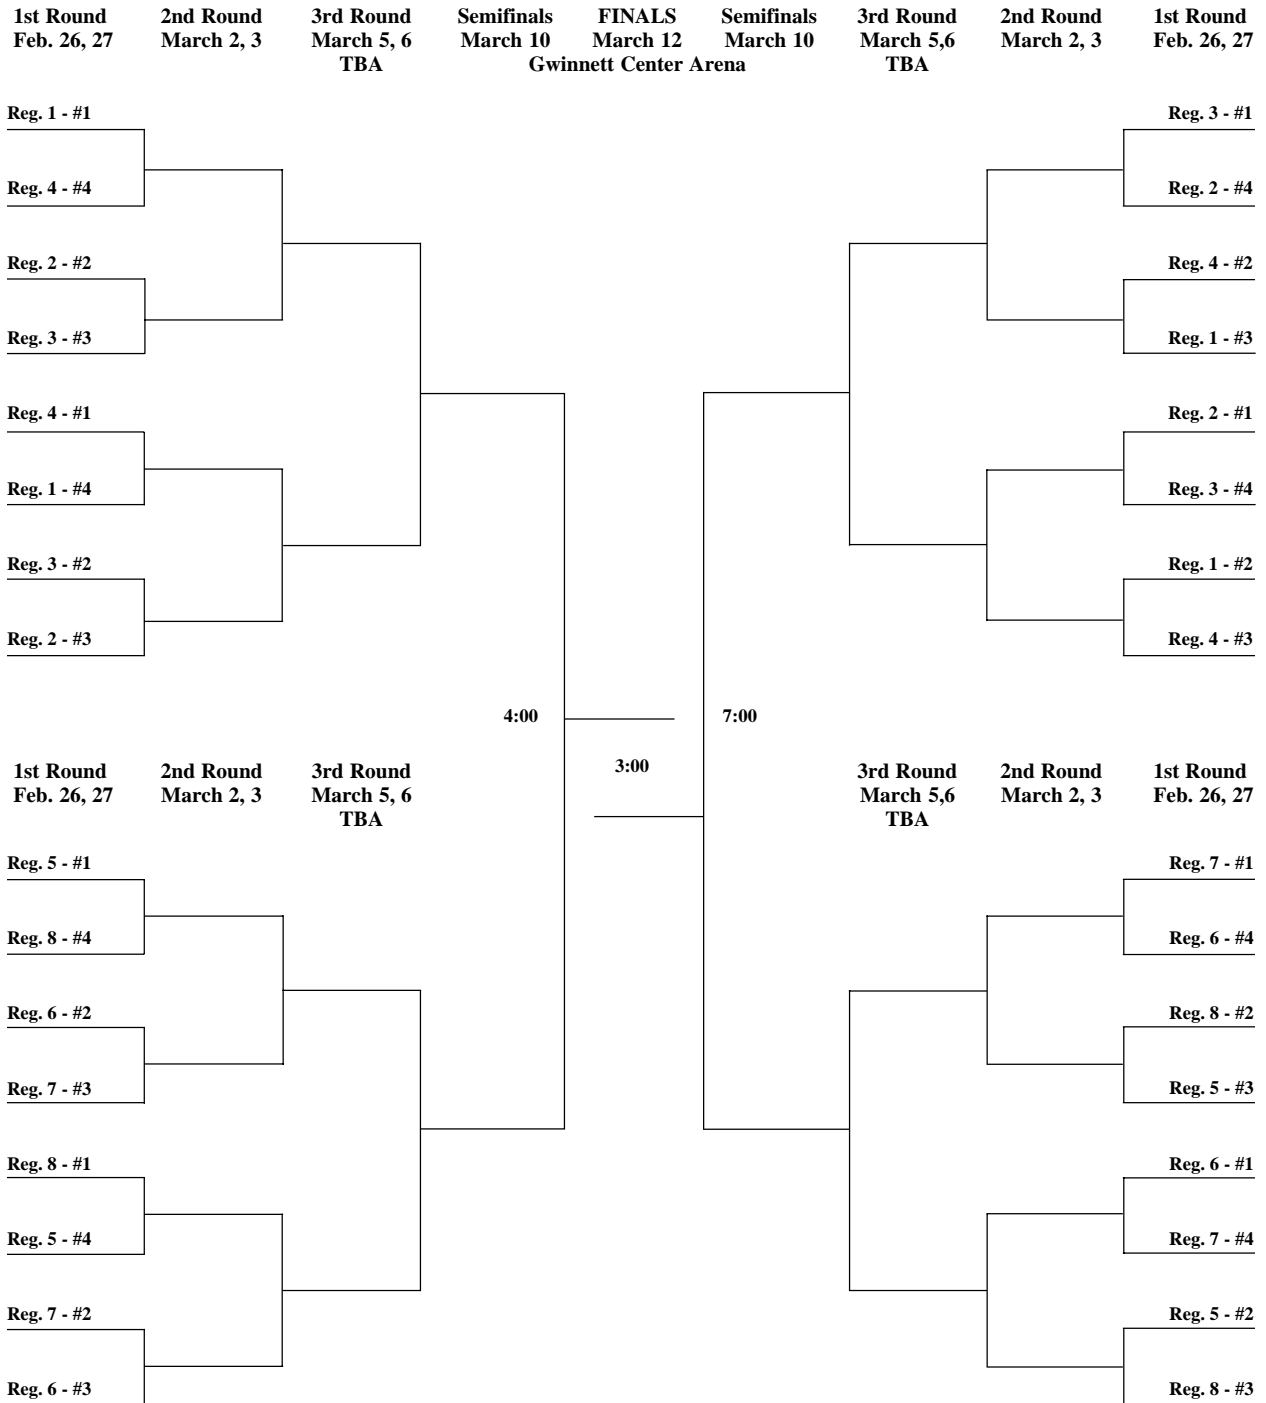 1st Round 2nd Round 3rd Round Semifinals FINALS Semifinals 3rd Round 2nd Round 1st Round
Feb. 26, 27 March 2, 3 March 5, 6 March 10 March 12 March 10 March 5,6 March 2, 3 Feb. 26, 27
TBA Gwinnett Center Arena TBA
Reg. 1 - #1 Reg. 3 - #1
Reg. 4 - #4 Reg. 2 - #4
Reg. 2 - #2 Reg. 4 - #2
Reg. 3 - #3 Reg. 1 - #3
Reg. 4 - #1 Reg. 2 - #1
Reg. 1 - #4 Reg. 3 - #4
Reg. 3 - #2 Reg. 1 - #2
Reg. 2 - #3 Reg. 4 - #3
4:00 7:00
3:00
1st Round 2nd Round 3rd Round 3rd Round 2nd Round 1st Round
Feb. 26, 27 March 2, 3 March 5, 6 March 5,6 March 2, 3 Feb. 26, 27
TBA TBA
Reg. 5 - #1 Reg. 7 - #1
Reg. 8 - #4 Reg. 6 - #4
Reg. 6 - #2 Reg. 8 - #2
Reg. 7 - #3 Reg. 5 - #3
Reg. 8 - #1 Reg. 6 - #1
Reg. 5 - #4 Reg. 7 - #4
Reg. 7 - #2 Reg. 5 - #2
Reg. 6 - #3 Reg. 8 - #3